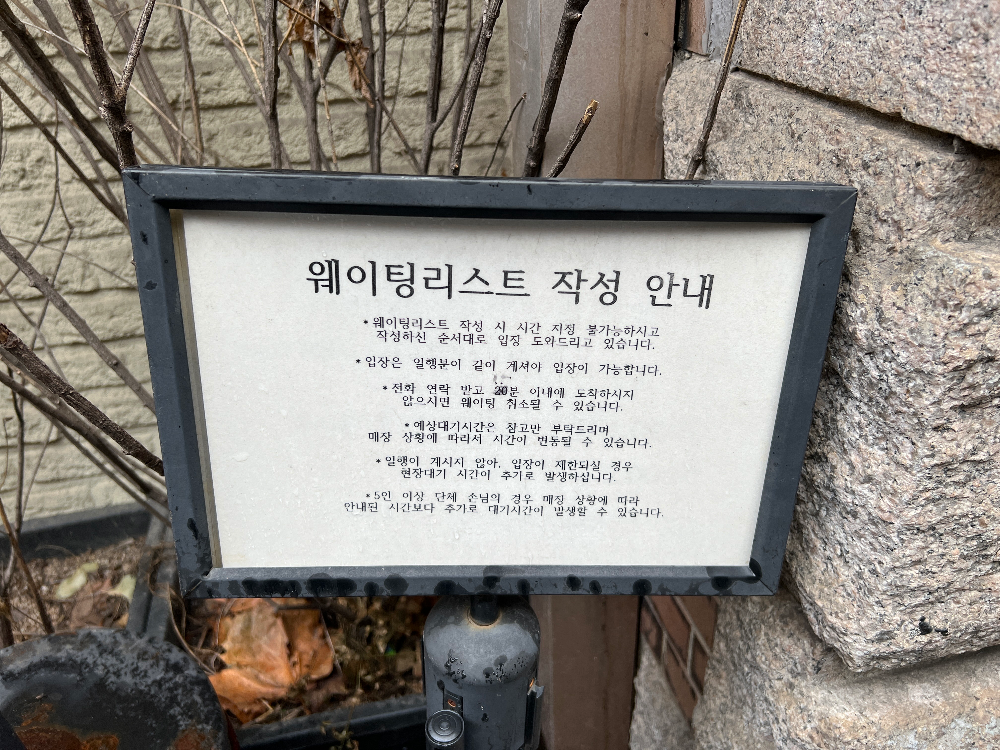 웨이팅리스트 작성 안내
*웨이팅리스트 작성 시 시간 지정 불가능하시고
작성하신 순서대로 입장 도와드리고 있습니다.
*입장은 일행분이 같이 계셔야 입장이 가능합니다.
*전화 연락 받고 20분 이내에 도착하시지
않으시면 웨이팅 취소될 수 있습니다.
*예상대기시간은 참고만 부탁드리며
매장 상황에 따라서 시간이 변동될 수 있습니다.
*일행이 계시지 않아, 입장이 제한되실 경우
현장대기 시간이 추가로 발생하십니다.
*5인 이상 단체 손님의 경우 매장 상황에 따라
안내된 시간보다 추가로 대기시간이 발생할 수 있습니다.